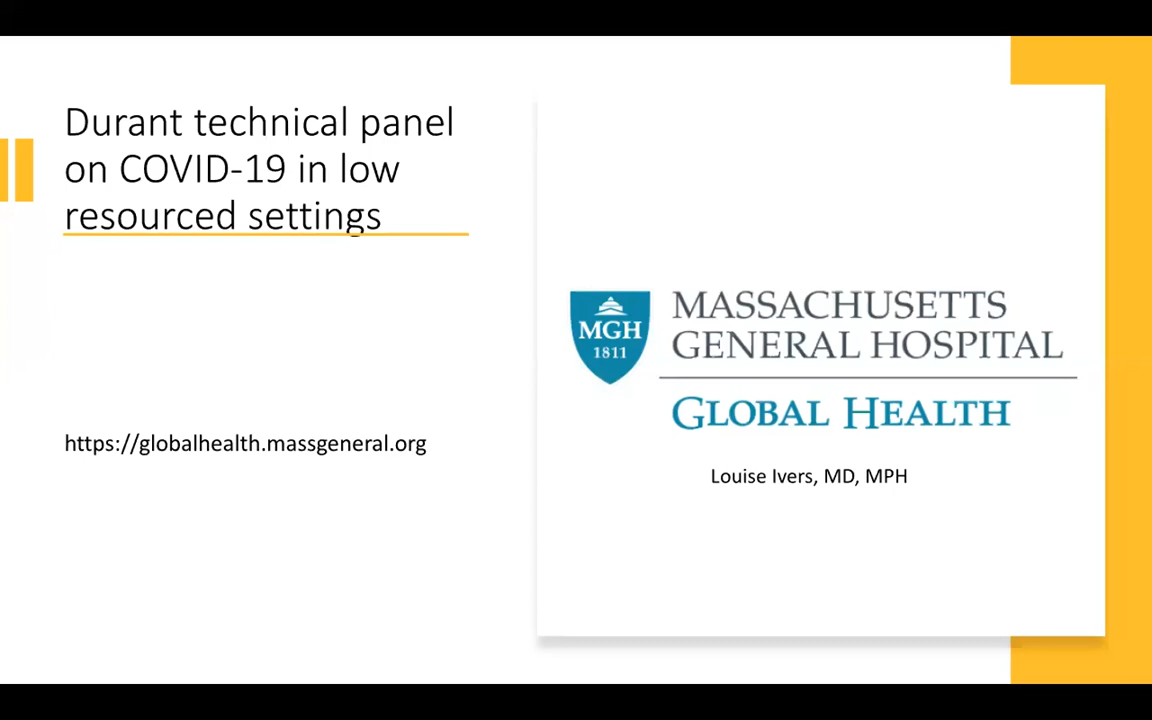 Durant technical panel
on COVID-19 in low
resourced settings
https://globalhealth.massgeneral.org
MGH
1811
MASSACHUSETTS
GENERAL HOSPITAL
GLOBAL HEALTH
Louise Ivers, MD, MPH